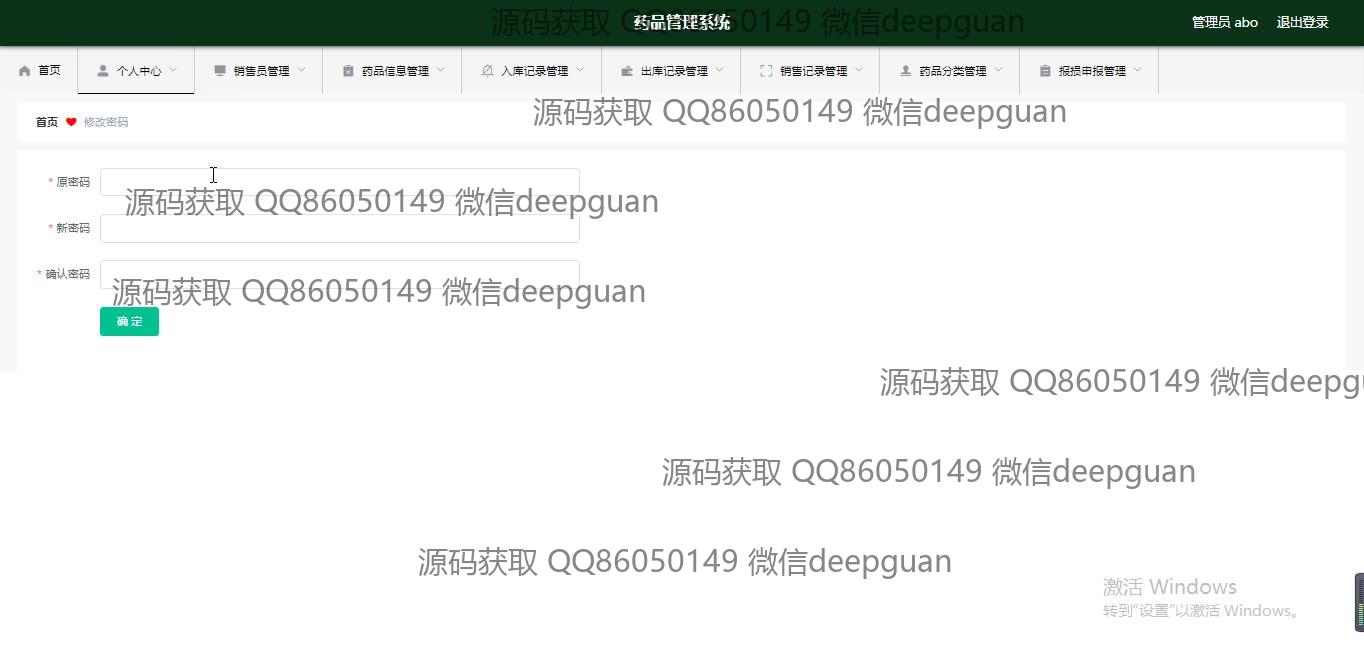 药品管理系统
源码获取 QQ86050149 微信deepguan
管理员 abo 退出登录
首页 个人中心 销售员管理 药品信息管理 入库记录管理 出库记录管理 销售记录管理 药品分类管理 报损申报管理
首页 修改密码
源码获取 QQ86050149 微信deepguan
* 原密码
源码获取 QQ86050149 微信deepguan
* 新密码
* 确认密码
源码获取 QQ86050149 微信deepguan
确 定
源码获取 QQ86050149 微信deepgu
源码获取 QQ86050149 微信deepguan
源码获取 QQ86050149 微信deepguan
激活 Windows
转到“设置”以激活 Windows。